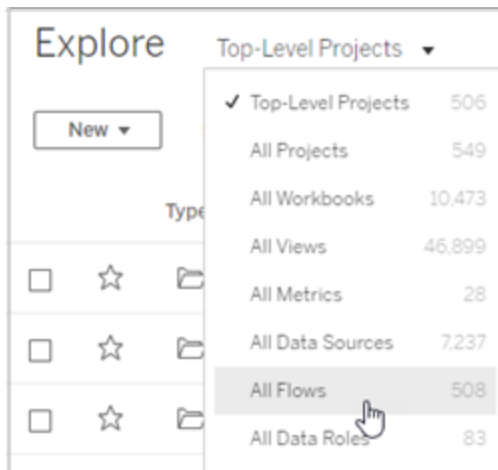 Explore Top-Level Projects
Top-Level Projects 506
New
All Projects 549
All Workbooks 10,473
Type
All Views 46,899
All Metrics 28
All Data Sources 7,237
All Flows 508
All Data Roles 83